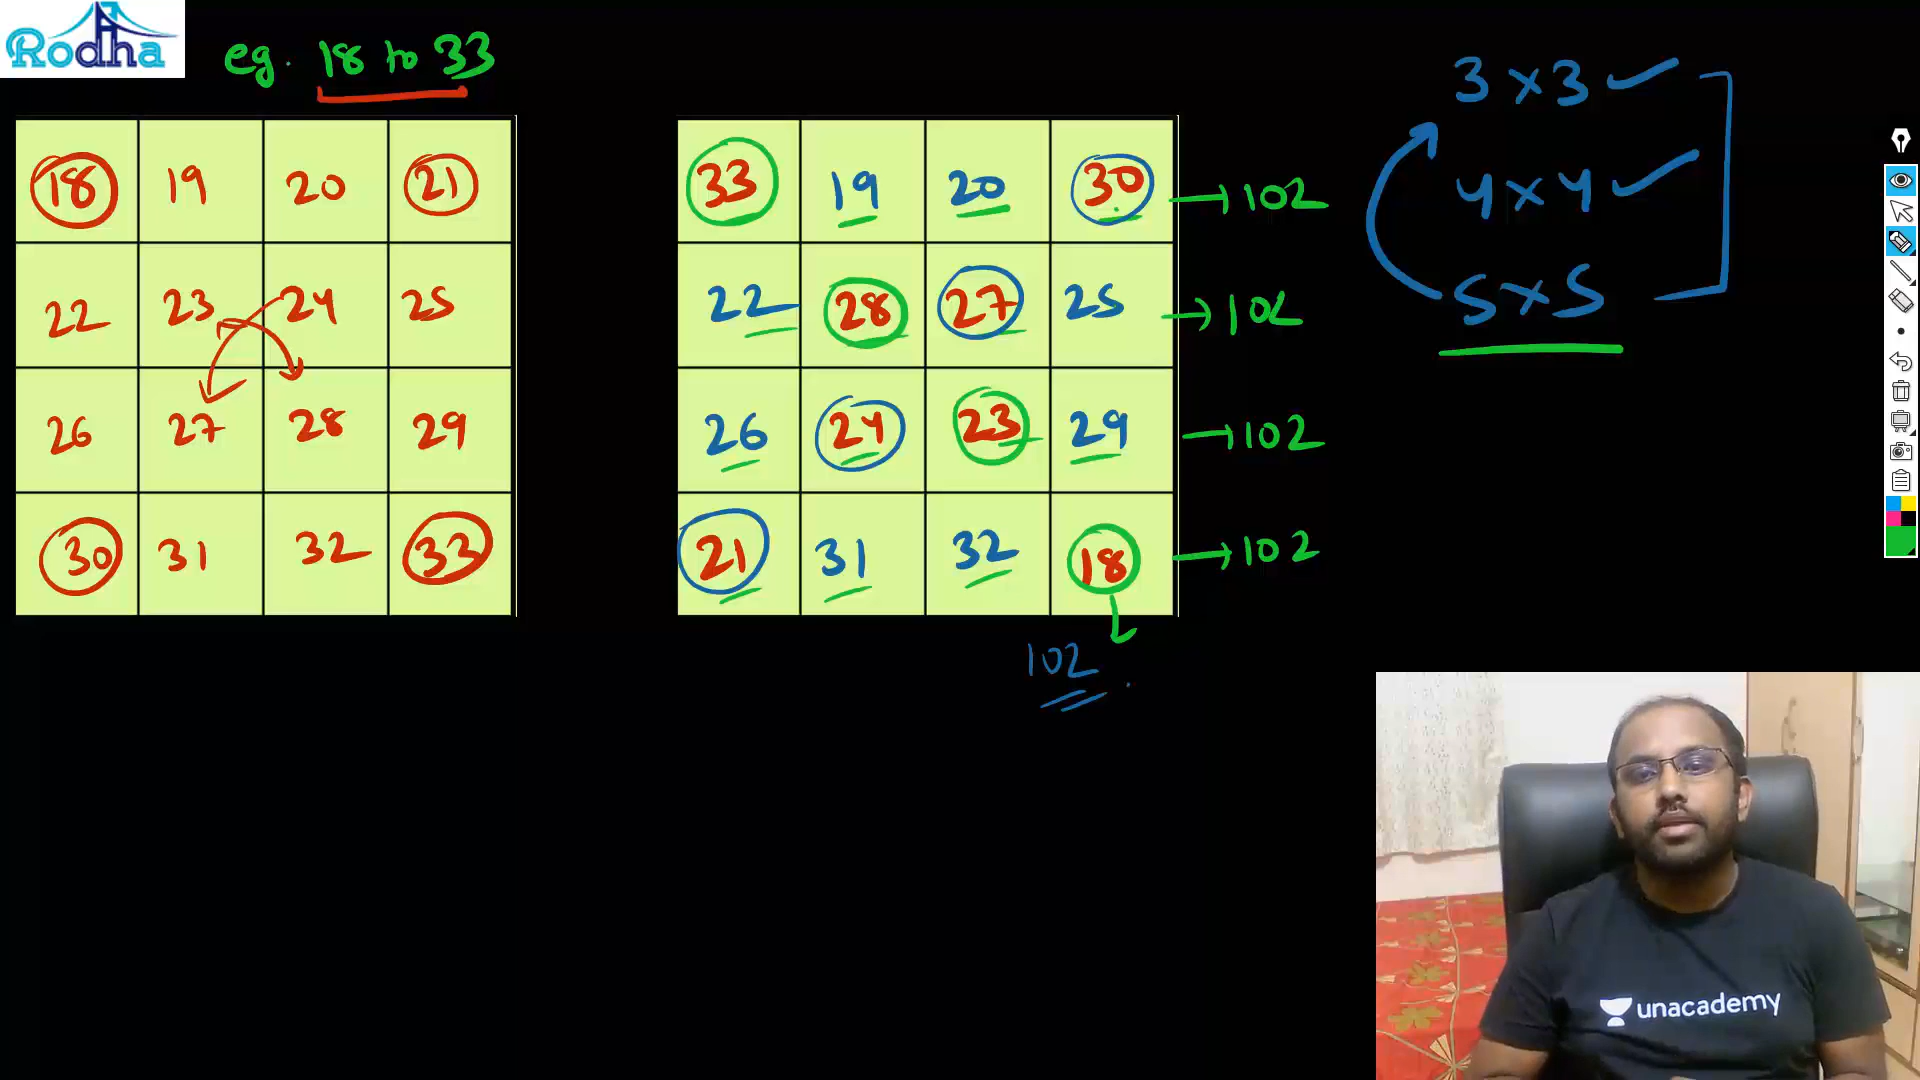 Rodha
eg. 18 to 33
18 19 20 21
22 23 24 25
26 27 28 29
30 31 32 33
33 19 20 30 → 102
22 28 27 25 → 102
26 24 23 29 → 102
21 31 32 18 → 102
102
3 × 3
4 × 4
5 × 5
unacademy